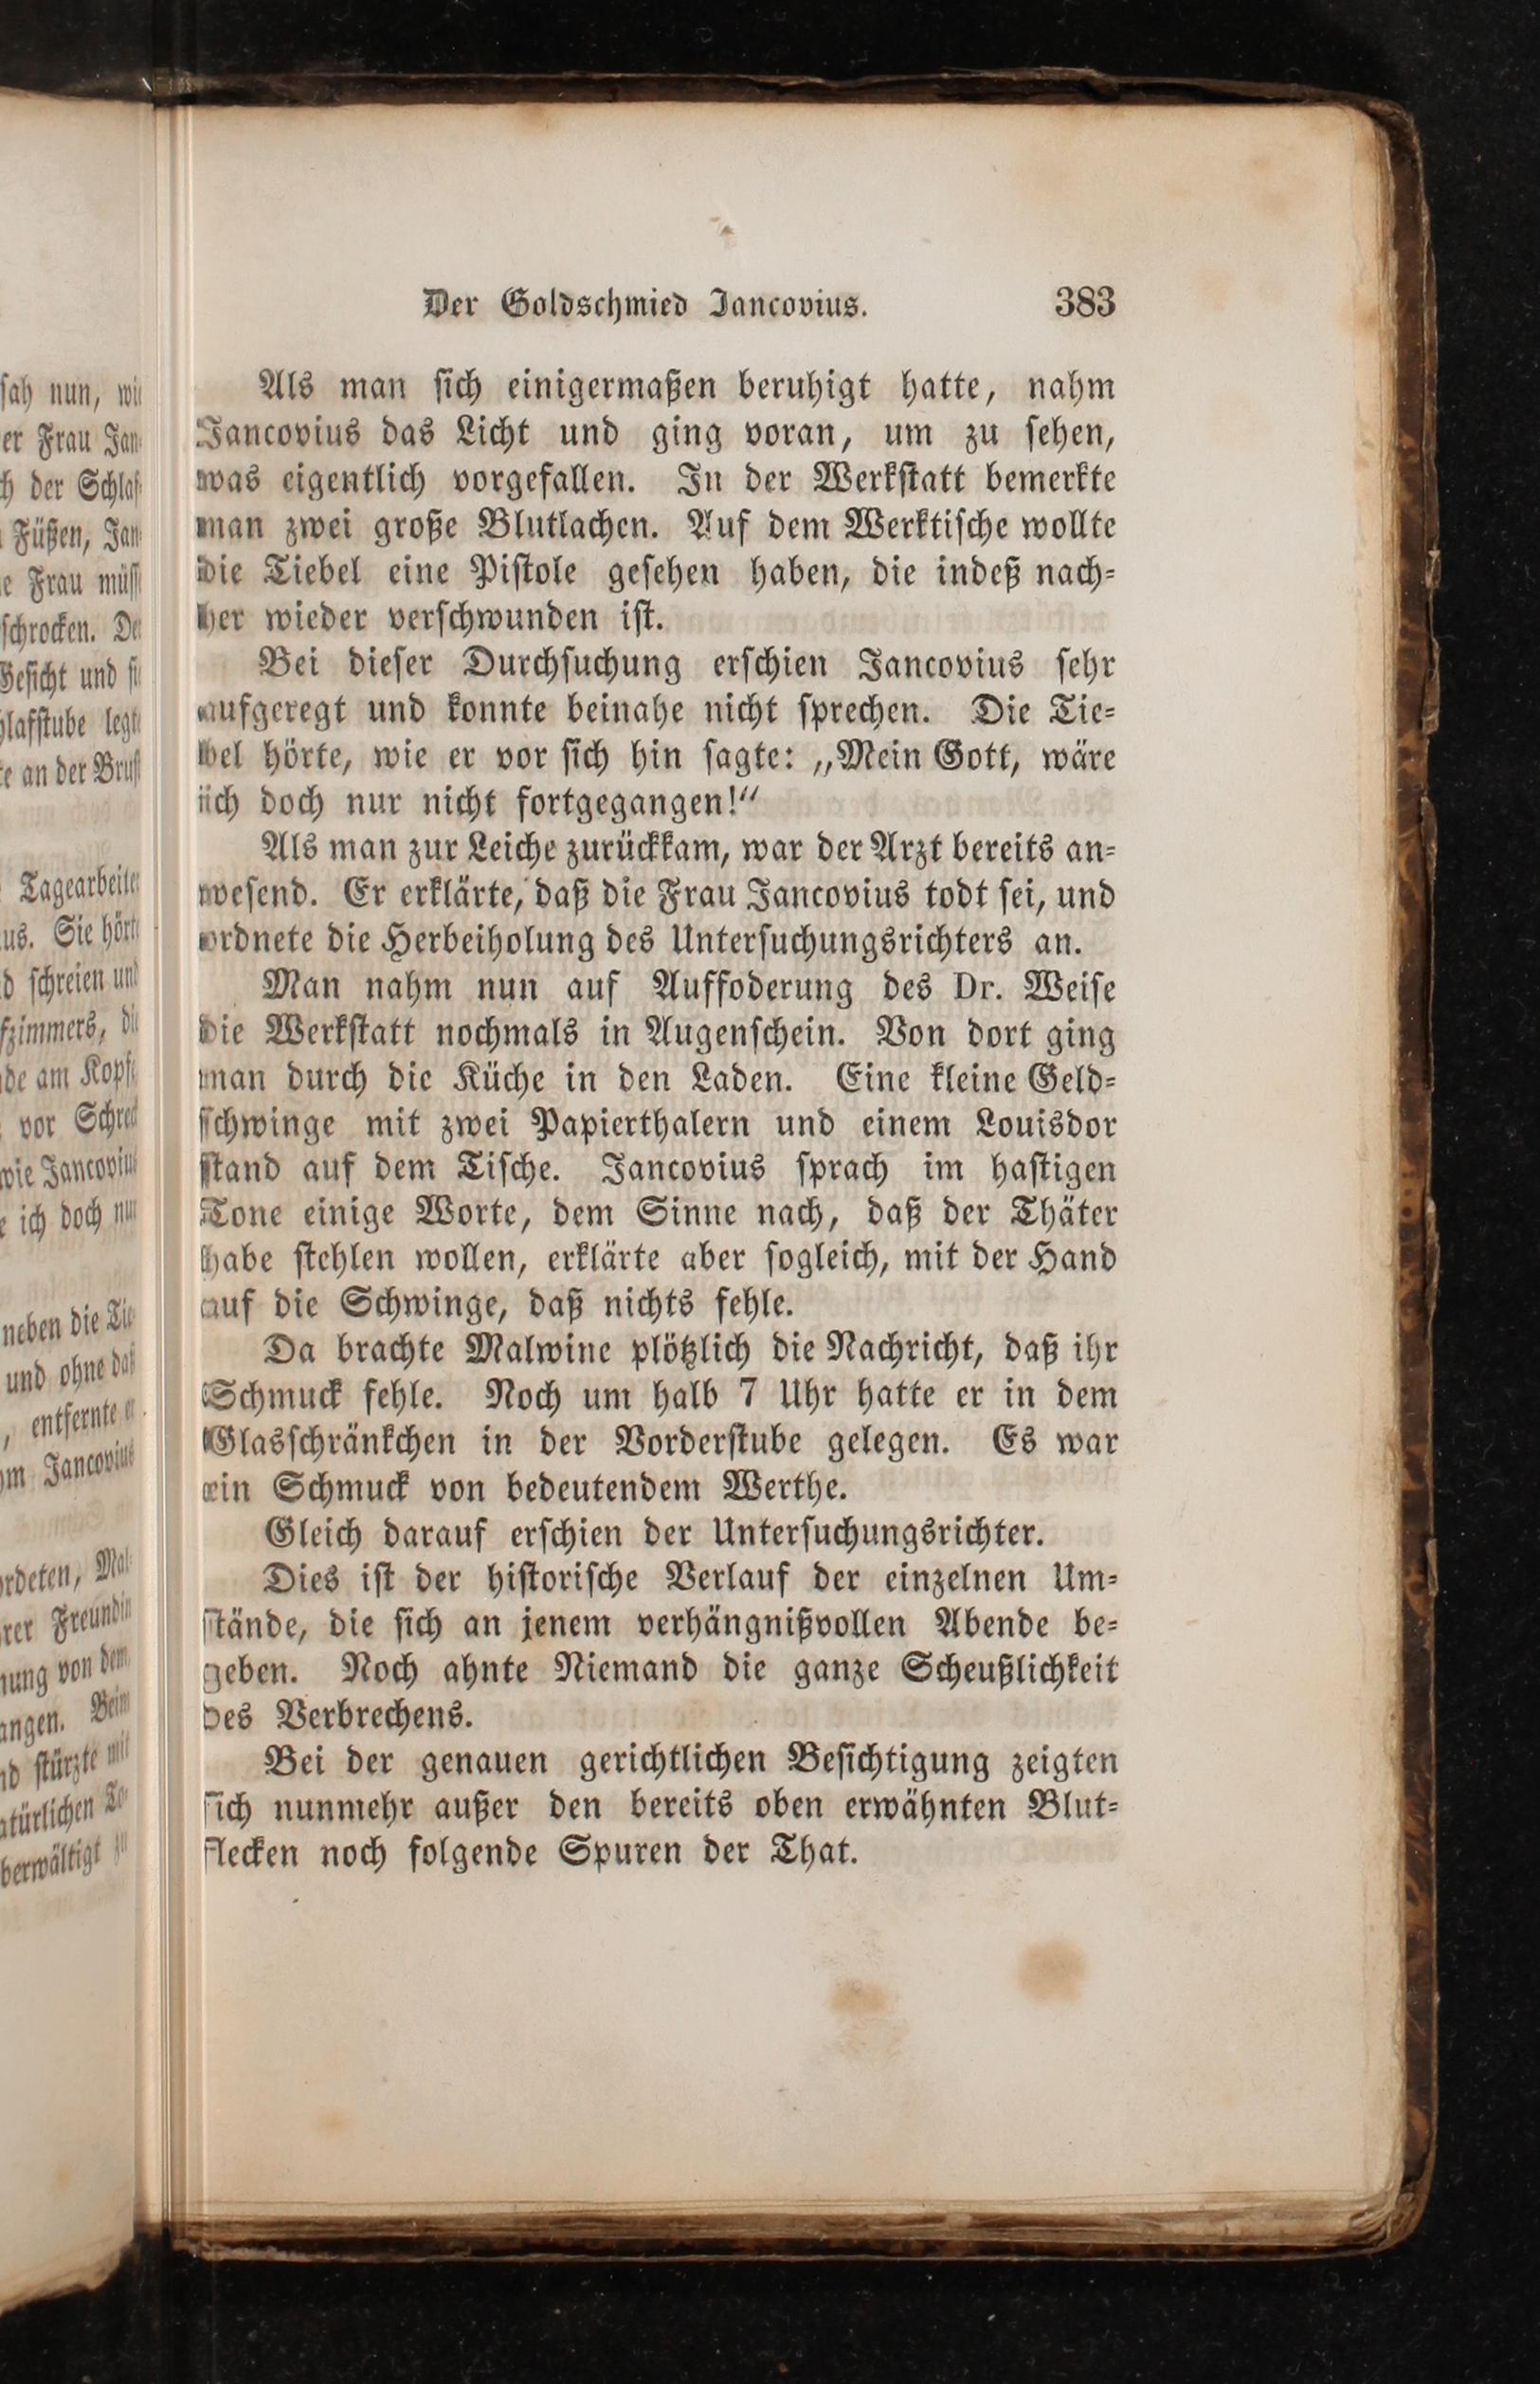 Der Goldschmied Jancovius. 383
Als man sich einigermaßen beruhigt hatte, nahm
Jancovius das Licht und ging voran, um zu sehen,
was eigentlich vorgefallen. In der Werkstatt bemerkte
man zwei große Blutlachen. Auf dem Werktische wollte
die Tiebel eine Pistole gesehen haben, die indeß nach-
her wieder verschwunden ist.
Bei dieser Durchsuchung erschien Jancovius sehr
aufgeregt und konnte beinahe nicht sprechen. Die Tie-
bel hörte, wie er vor sich hin sagte: „Mein Gott, wäre
ich doch nur nicht fortgegangen!“
Als man zur Leiche zurückkam, war der Arzt bereits an-
wesend. Er erklärte, daß die Frau Jancovius todt sei, und
ordnete die Herbeiholung des Untersuchungsrichters an.
Man nahm nun auf Auffoderung des Dr. Weise
die Werkstatt nochmals in Augenschein. Von dort ging
man durch die Küche in den Laden. Eine kleine Geld-
schwinge mit zwei Papierthalern und einem Louisdor
stand auf dem Tische. Jancovius sprach im hastigen
Tone einige Worte, dem Sinne nach, daß der Thäter
habe stehlen wollen, erklärte aber sogleich, mit der Hand
auf die Schwinge, daß nichts fehle.
Da brachte Malwine plötzlich die Nachricht, daß ihr
Schmuck fehle. Noch um halb 7 Uhr hatte er in dem
Glasschränkchen in der Vorderstube gelegen. Es war
ein Schmuck von bedeutendem Werthe.
Gleich darauf erschien der Untersuchungsrichter.
Dies ist der historische Verlauf der einzelnen Um-
stände, die sich an jenem verhängnißvollen Abende be-
geben. Noch ahnte Niemand die ganze Scheußlichkeit
des Verbrechens.
Bei der genauen gerichtlichen Besichtigung zeigten
sich nunmehr außer den bereits oben erwähnten Blut-
flecken noch folgende Spuren der That.